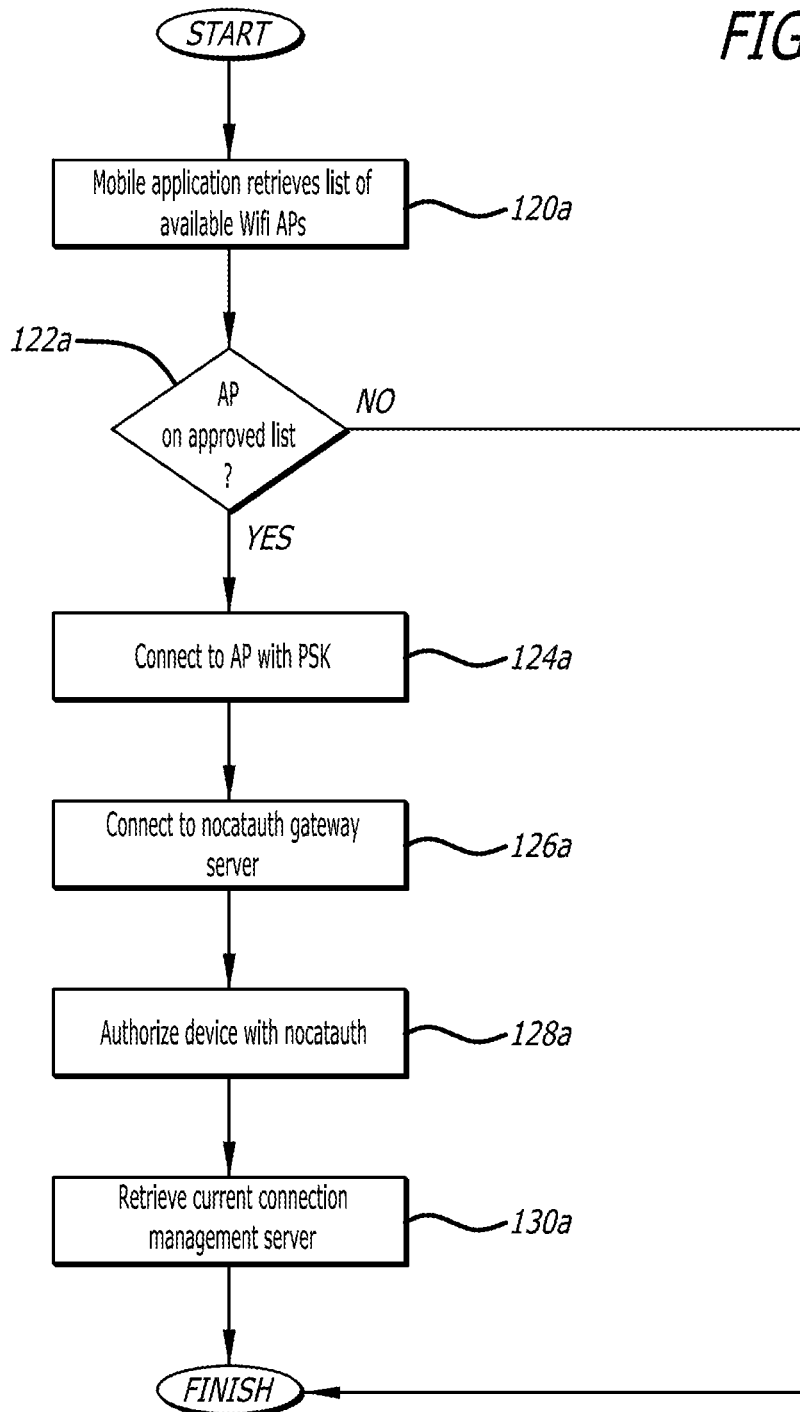 START
FIG
Mobile application retrieves list of
available Wifi APs
120a
122a
AP
on approved list
?
NO
YES
Connect to AP with PSK
124a
Connect to nocatauth gateway
server
126a
Authorize device with nocatauth
128a
Retrieve current connection
management server
130a
FINISH